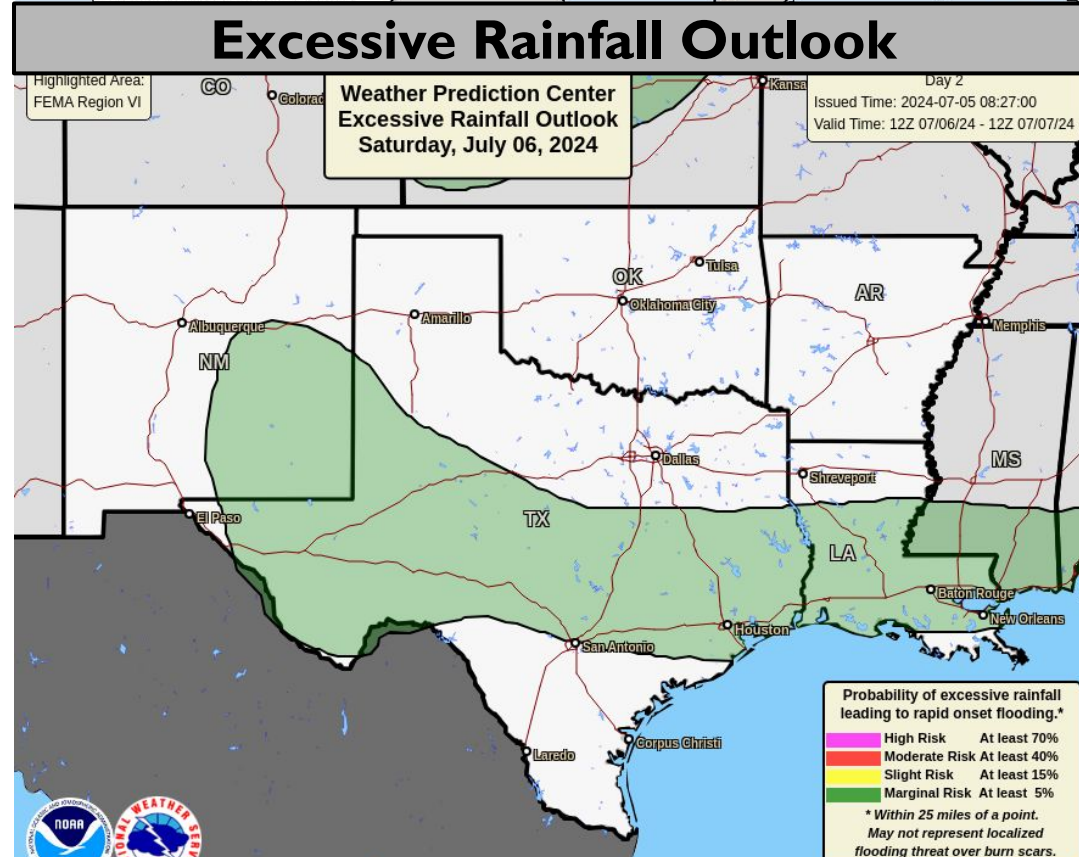 Excessive Rainfall Outlook
Highlighted Area:
FEMA Region VI
Weather Prediction Center
Excessive Rainfall Outlook
Saturday, July 06, 2024
Day 2
Issued Time: 2024-07-05 08:27:00
Valid Time: 12Z 07/06/24 - 12Z 07/07/24
CO
Colorad
Kansa
OK
Tulsa
Oklahoma City
AR
Amarillo
Albuquerque
Memphis
NM
Dallas
Shreveport
MS
El Paso
TX
LA
Baton Rouge
New Orleans
Houston
San Antonio
Laredo
Corpus Christi
Probability of excessive rainfall
leading to rapid onset flooding.*
High Risk At least 70%
Moderate Risk At least 40%
Slight Risk At least 15%
Marginal Risk At least 5%
* Within 25 miles of a point.
May not represent localized
flooding threat over burn scars.
NOAA
NAL WEATHER SERV